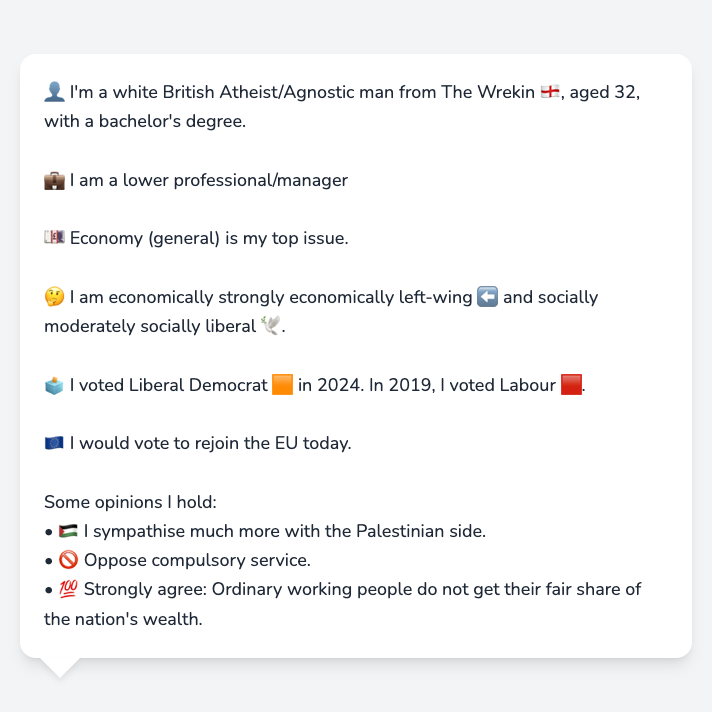 👤 I'm a white British Atheist/Agnostic man from The Wrekin 🏴󠁧󠁢󠁥󠁮󠁧󠁿, aged 32,
with a bachelor's degree.
💼 I am a lower professional/manager
💷 Economy (general) is my top issue.
🤔 I am economically strongly economically left-wing ⬅️ and socially
moderately socially liberal 🕊️.
🗳️ I voted Liberal Democrat 🟧 in 2024. In 2019, I voted Labour 🟥.
🇪🇺 I would vote to rejoin the EU today.
Some opinions I hold:
• 🇵🇸 I sympathise much more with the Palestinian side.
• 🚫 Oppose compulsory service.
• 💯 Strongly agree: Ordinary working people do not get their fair share of
the nation's wealth.